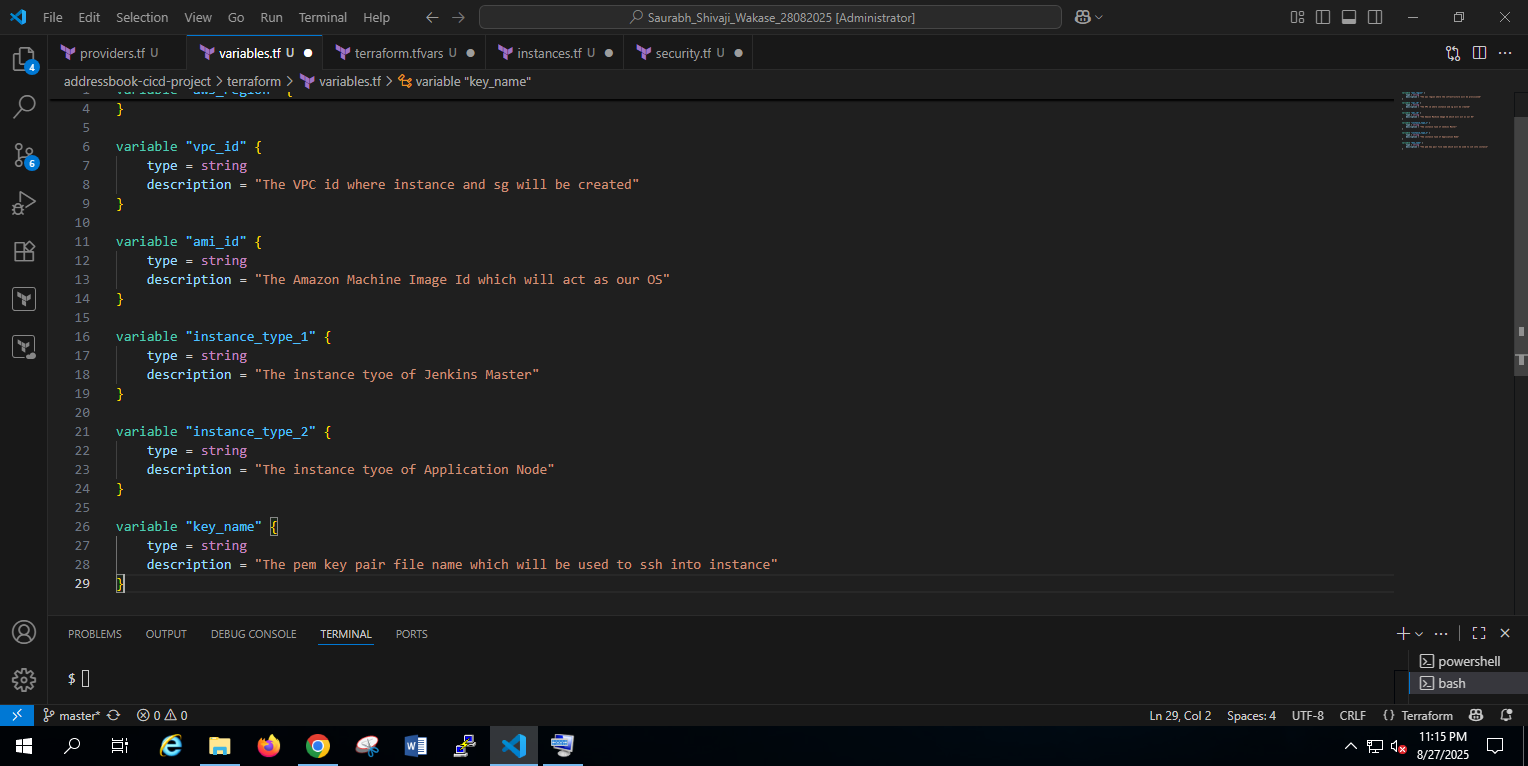 File Edit Selection View Go Run Terminal Help
Saurabh_Shivaji_Wakase_28082025 [Administrator]
providers.tf U
variables.tf U
terraform.tfvars U
instances.tf U
security.tf U
addressbook-cicd-project > terraform > variables.tf > variable "key_name"
variable "aws_region" {
4 }
5
6 variable "vpc_id" {
7 type = string
8 description = "The VPC id where instance and sg will be created"
9 }
10
11 variable "ami_id" {
12 type = string
13 description = "The Amazon Machine Image Id which will act as our OS"
14 }
15
16 variable "instance_type_1" {
17 type = string
18 description = "The instance tyoe of Jenkins Master"
19 }
20
21 variable "instance_type_2" {
22 type = string
23 description = "The instance tyoe of Application Node"
24 }
25
26 variable "key_name" {
27 type = string
28 description = "The pem key pair file name which will be used to ssh into instance"
29 }
PROBLEMS OUTPUT DEBUG CONSOLE TERMINAL PORTS
$
powershell
bash
4
6
master* 0 0
Ln 29, Col 2 Spaces: 4 UTF-8 CRLF {} Terraform
11:15 PM
8/27/2025